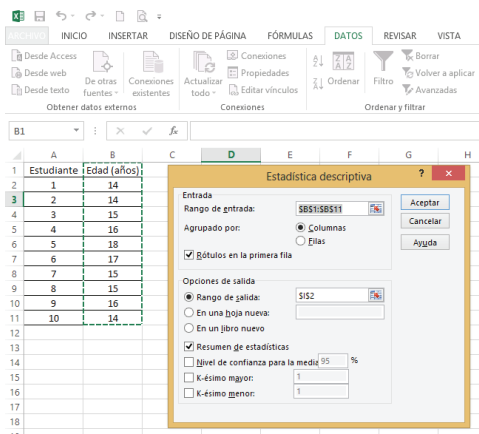 ARCHIVO INICIO INSERTAR DISEÑO DE PÁGINA FÓRMULAS DATOS REVISAR VISTA
Desde Access
Desde web
Desde texto
De otras fuentes
Conexiones existentes
Obtener datos externos
Actualizar todo
Conexiones
Propiedades
Editar vínculos
Conexiones
Ordenar
Filtro
Borrar
Volver a aplicar
Avanzadas
Ordenar y filtrar
B1 fx
A B C D E F G H
1 Estudiante Edad (años)
2 1 14
3 2 14
4 3 15
5 4 16
6 5 18
7 6 17
8 7 15
9 8 15
10 9 16
11 10 14
12
13
14
15
16
17
18
Estadística descriptiva ? ×
Entrada
Rango de entrada: $B$1:$B$11
Agrupado por: Columnas
Filas
Rótulos en la primera fila
Aceptar
Cancelar
Ayuda
Opciones de salida
Rango de salida: $I$2
En una hoja nueva:
En un libro nuevo
Resumen de estadísticas
Nivel de confianza para la media 95 %
K-ésimo mayor: 1
K-ésimo menor: 1